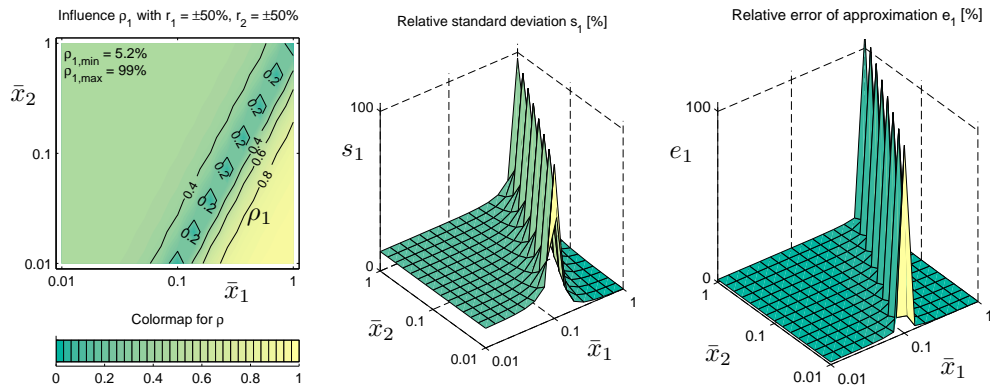 Influence ρ₁ with r₁ = ±50%, r₂ = ±50%
1
ρ₁,min = 5.2%
ρ₁,max = 99%
x̄₂
0.1
0.01
0.2
0.2
0.2
0.2
0.2
0.2
0.4
0.4
0.6
0.8
ρ₁
0.01
0.1
1
x̄₁
Colormap for ρ
0
0.2
0.4
0.6
0.8
1
Relative standard deviation s₁ [%]
100
s₁
0
1
x̄₂
0.1
0.01
0.01
0.1
x̄₁
1
Relative error of approximation e₁ [%]
100
e₁
0
1
x̄₂
0.1
0.01
0.01
0.1
x̄₁
1